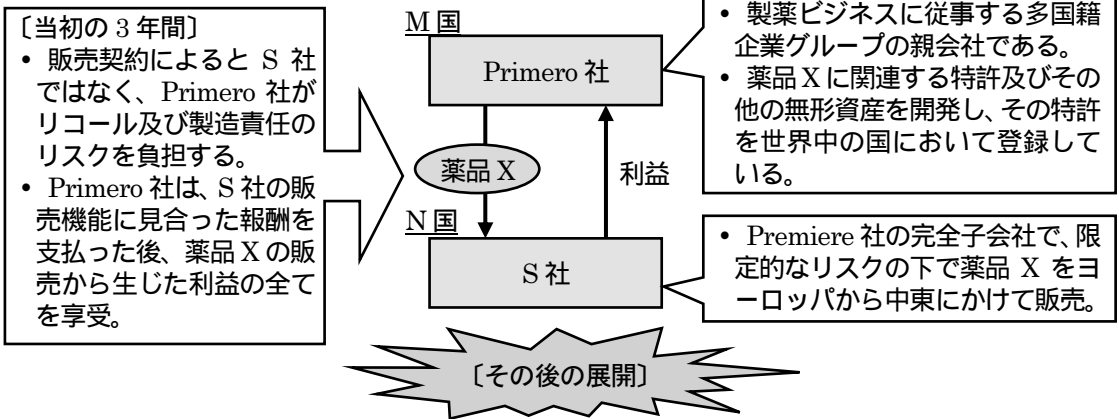 〔当初の 3 年間〕
• 販売契約によると S 社
ではなく、Primero 社が
リコール及び製造責任の
リスクを負担する。
• Primero 社は、S 社の販
売機能に見合った報酬を
支払った後、薬品 X の販
売から生じた利益の全て
を享受。
M 国
Primero 社
薬品 X
利益
N 国
S 社
• 製薬ビジネスに従事する多国籍
企業グループの親会社である。
• 薬品 X に関連する特許及びその
他の無形資産を開発し、その特許
を世界中の国において登録して
いる。
• Premiere 社の完全子会社で、限
定的なリスクの下で薬品 X をヨ
ーロッパから中東にかけて販売。
〔その後の展開〕